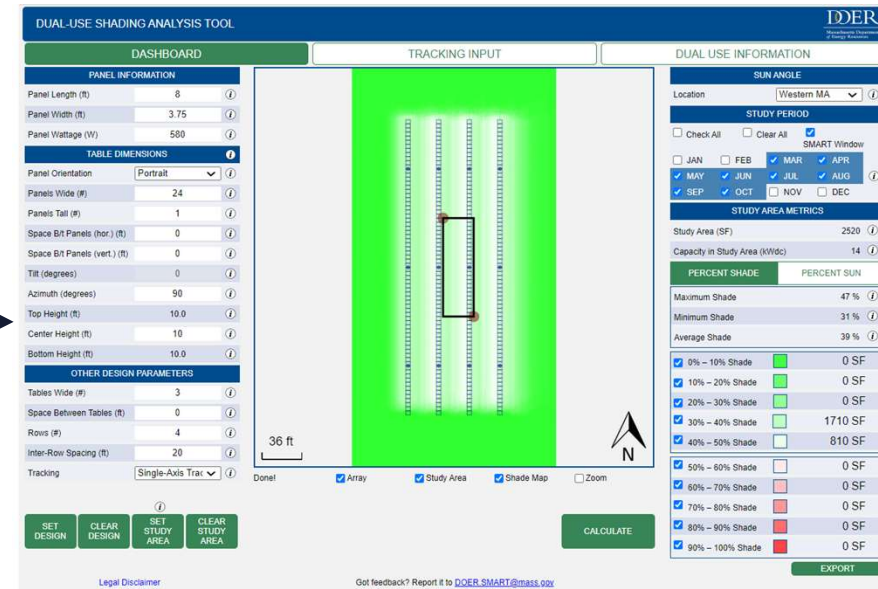 DUAL-USE SHADING ANALYSIS TOOL
DOER
Massachusetts Department
of Energy Resources
DASHBOARD
TRACKING INPUT
DUAL USE INFORMATION
PANEL INFORMATION
Panel Length (ft) 8
Panel Width (ft) 3.75
Panel Wattage (W) 580
TABLE DIMENSIONS
Panel Orientation Portrait
Panels Wide (#) 24
Panels Tall (#) 1
Space B/t Panels (hor.) (ft) 0
Space B/t Panels (vert.) (ft) 0
Tilt (degrees) 0
Azimuth (degrees) 90
Top Height (ft) 10.0
Center Height (ft) 10
Bottom Height (ft) 10.0
OTHER DESIGN PARAMETERS
Tables Wide (#) 3
Space Between Tables (ft) 0
Rows (#) 4
Inter-Row Spacing (ft) 20
Tracking Single-Axis Trac
SET DESIGN
CLEAR DESIGN
SET STUDY AREA
CLEAR STUDY AREA
Legal Disclaimer
36 ft
N
Done!
Array
Study Area
Shade Map
Zoom
CALCULATE
Got feedback? Report it to DOER.SMART@mass.gov
SUN ANGLE
Location Western MA
STUDY PERIOD
Check All Clear All SMART Window
JAN FEB MAR APR
MAY JUN JUL AUG
SEP OCT NOV DEC
STUDY AREA METRICS
Study Area (SF) 2520
Capacity in Study Area (kWdc) 14
PERCENT SHADE PERCENT SUN
Maximum Shade 47 %
Minimum Shade 31 %
Average Shade 39 %
0% – 10% Shade 0 SF
10% – 20% Shade 0 SF
20% – 30% Shade 0 SF
30% – 40% Shade 1710 SF
40% – 50% Shade 810 SF
50% – 60% Shade 0 SF
60% – 70% Shade 0 SF
70% – 80% Shade 0 SF
80% – 90% Shade 0 SF
90% – 100% Shade 0 SF
EXPORT